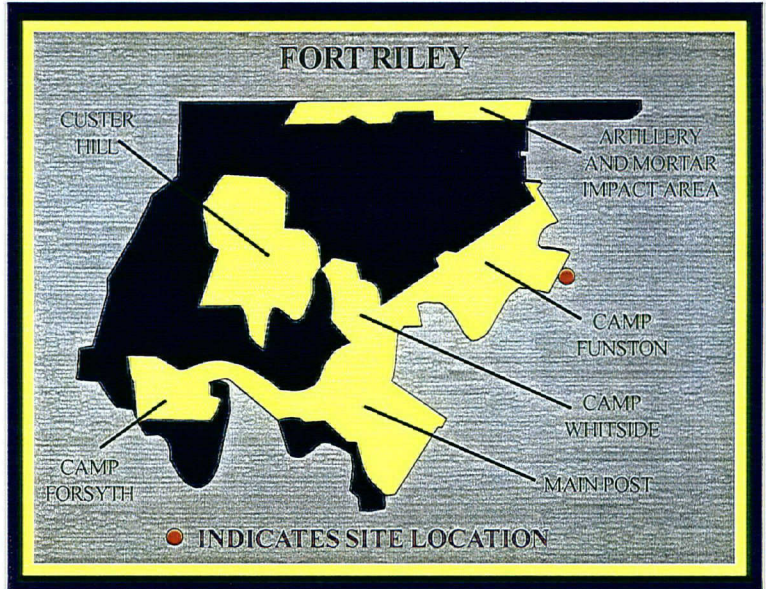 FORT RILEY
CUSTER
HILL
ARTILLERY
AND MORTAR
IMPACT AREA
CAMP
FUNSTON
CAMP
WHITSIDE
CAMP
FORSYTH
MAIN POST
INDICATES SITE LOCATION